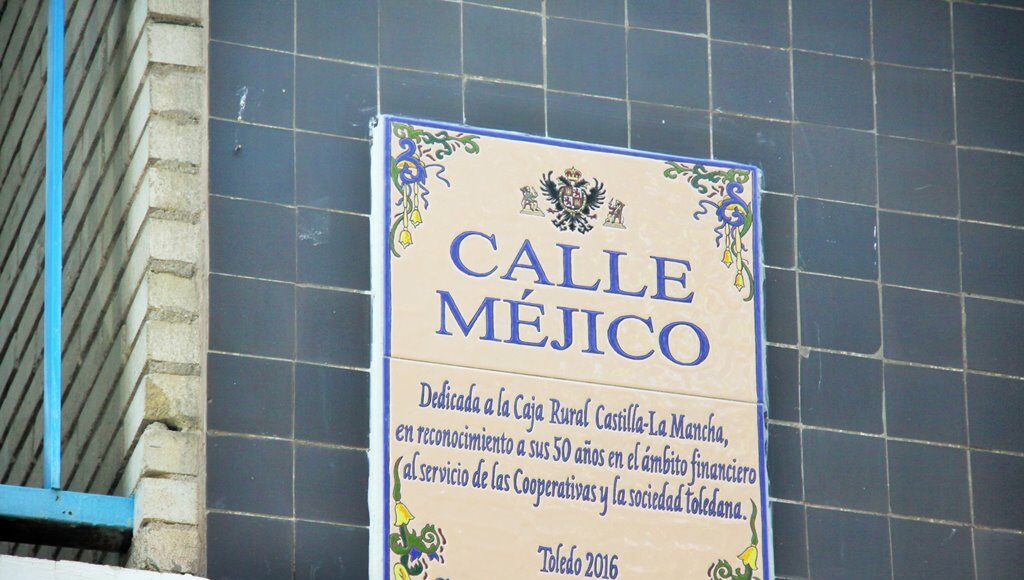 CALLE
MÉJICO
Dedicada a la Caja Rural Castilla-La Mancha,
en reconocimiento a sus 50 años en el ámbito financiero
al servicio de las Cooperativas y la sociedad toledana.
Toledo 2016